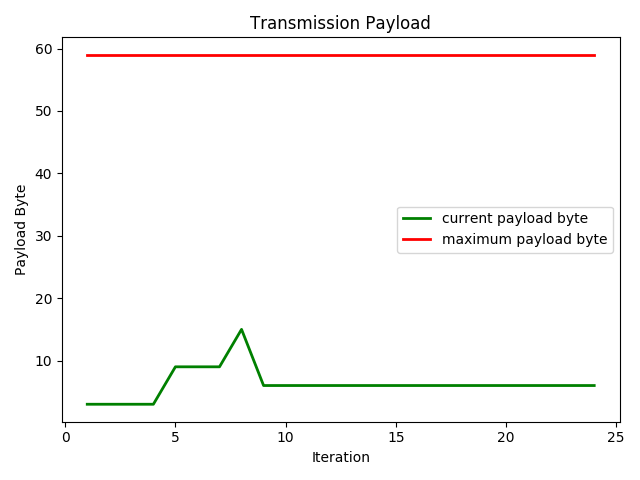 Transmission Payload
60
50
40
30
20
10
Payload Byte
current payload byte
maximum payload byte
0 5 10 15 20 25
Iteration